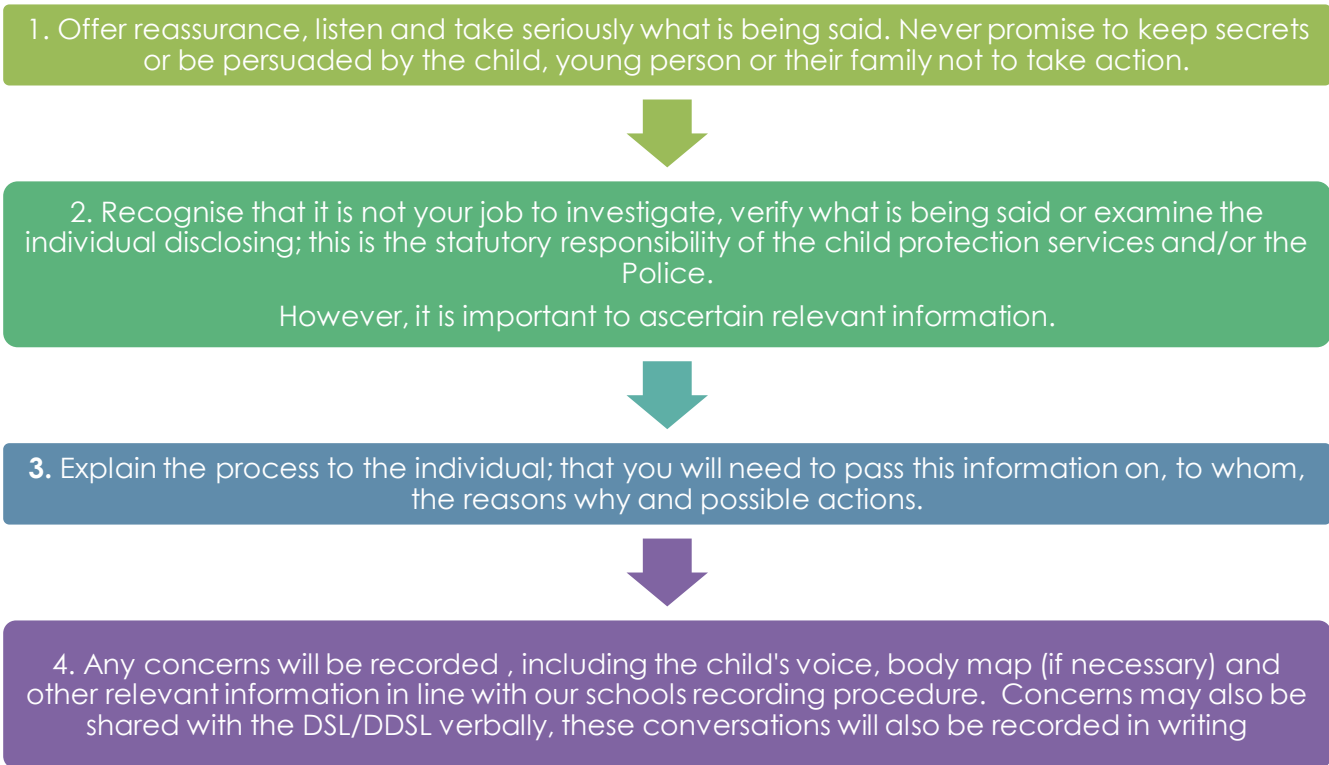 1. Offer reassurance, listen and take seriously what is being said. Never promise to keep secrets
or be persuaded by the child, young person or their family not to take action.
2. Recognise that it is not your job to investigate, verify what is being said or examine the
individual disclosing; this is the statutory responsibility of the child protection services and/or the
Police.
However, it is important to ascertain relevant information.
3. Explain the process to the individual; that you will need to pass this information on, to whom,
the reasons why and possible actions.
4. Any concerns will be recorded , including the child's voice, body map (if necessary) and
other relevant information in line with our schools recording procedure.  Concerns may also be
shared with the DSL/DDSL verbally, these conversations will also be recorded in writing